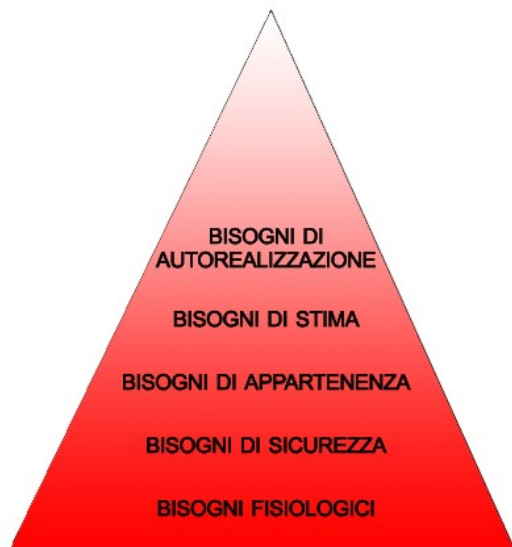 BISOGNI DI
AUTOREALIZZAZIONE
BISOGNI DI STIMA
BISOGNI DI APPARTENENZA
BISOGNI DI SICUREZZA
BISOGNI FISIOLOGICI